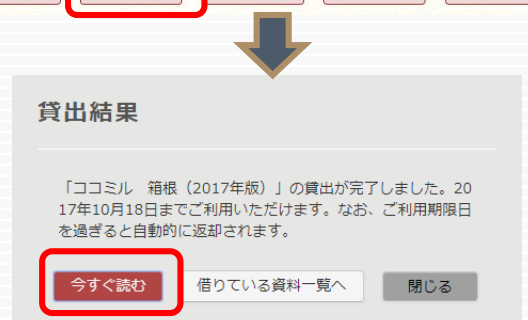 貸出結果
「ココミル　箱根（2017年版）」の貸出が完了しました。20
17年10月18日までご利用いただけます。なお、ご利用期限日
を過ぎると自動的に返却されます。
今すぐ読む
借りている資料一覧へ
閉じる